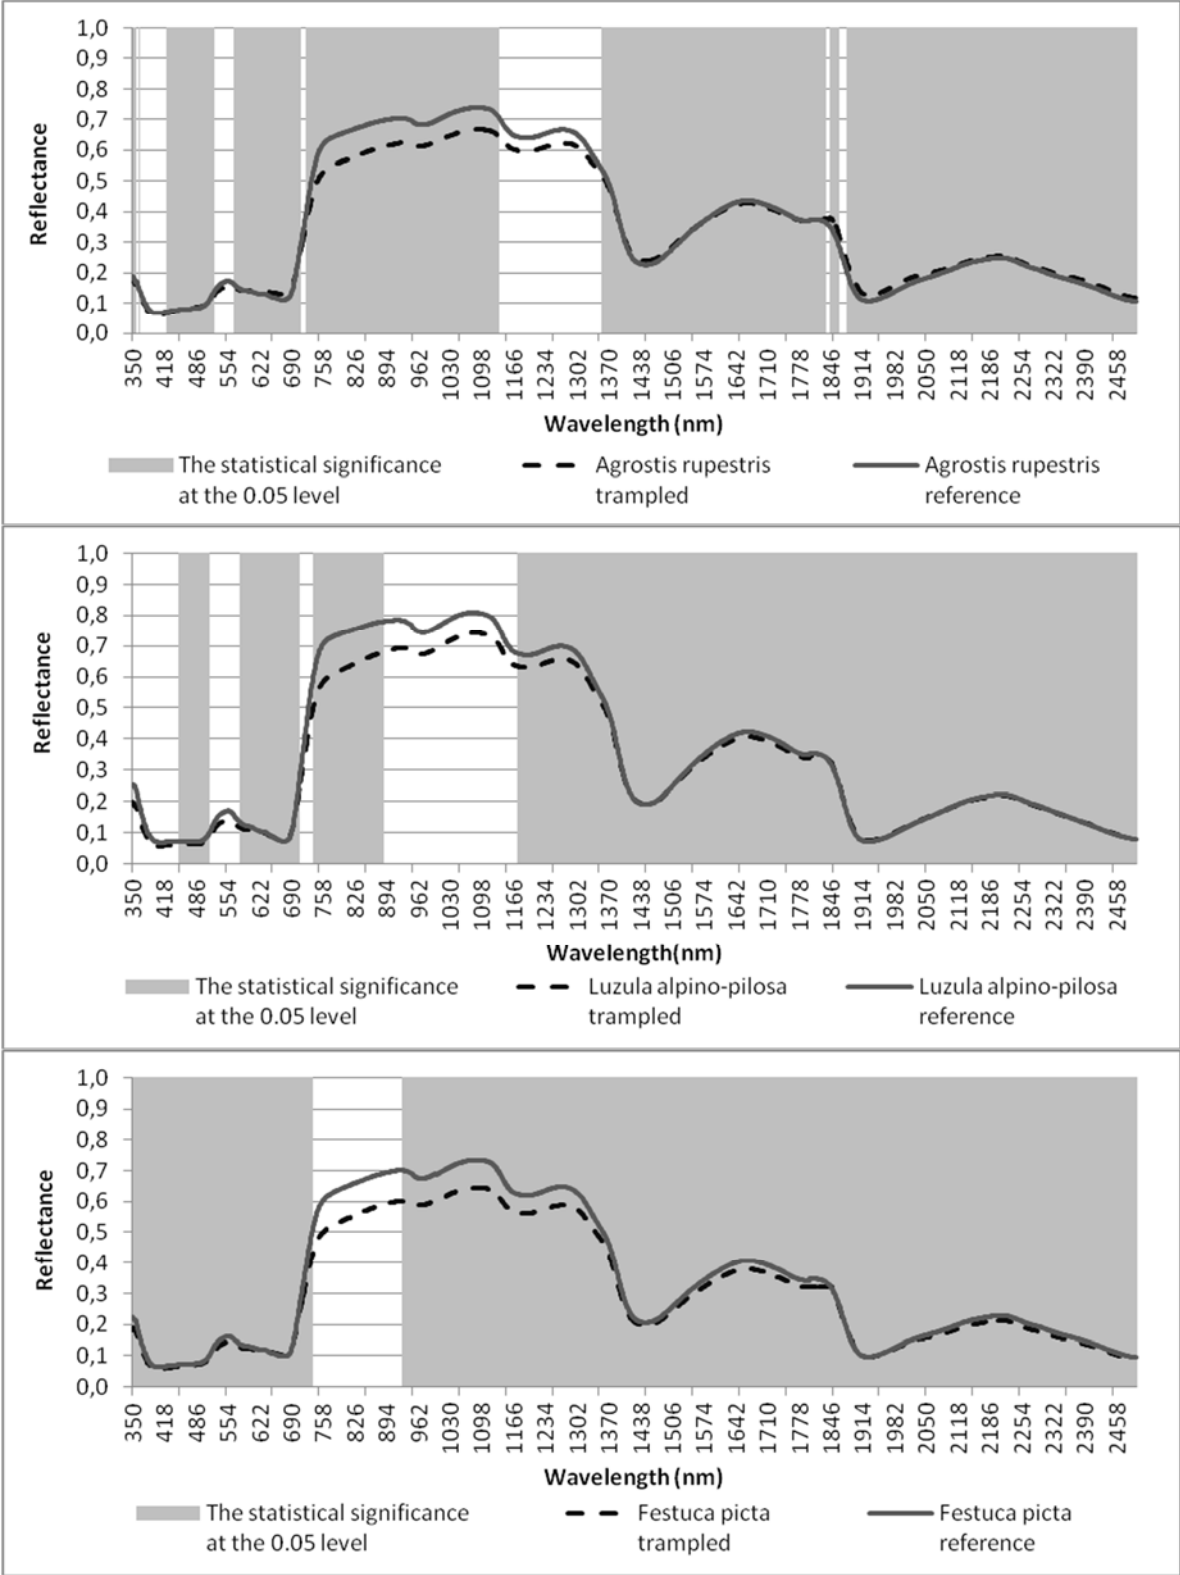 1,0
0,9
0,8
0,7
0,6
0,5
0,4
0,3
0,2
0,1
0,0
Reflectance
350 418 486 554 622 690 758 826 894 962 1030 1098 1166 1234 1302 1370 1438 1506 1574 1642 1710 1778 1846 1914 1982 2050 2118 2186 2254 2322 2390 2458
Wavelength (nm)
The statistical significance Agrostis rupestris Agrostis rupestris
at the 0.05 level trampled reference
1,0
0,9
0,8
0,7
0,6
0,5
0,4
0,3
0,2
0,1
0,0
Reflectance
350 418 486 554 622 690 758 826 894 962 1030 1098 1166 1234 1302 1370 1438 1506 1574 1642 1710 1778 1846 1914 1982 2050 2118 2186 2254 2322 2390 2458
Wavelength(nm)
The statistical significance Luzula alpino-pilosa Luzula alpino-pilosa
at the 0.05 level trampled reference
1,0
0,9
0,8
0,7
0,6
0,5
0,4
0,3
0,2
0,1
0,0
Reflectance
350 418 486 554 622 690 758 826 894 962 1030 1098 1166 1234 1302 1370 1438 1506 1574 1642 1710 1778 1846 1914 1982 2050 2118 2186 2254 2322 2390 2458
Wavelength (nm)
The statistical significance Festuca picta Festuca picta
at the 0.05 level trampled reference